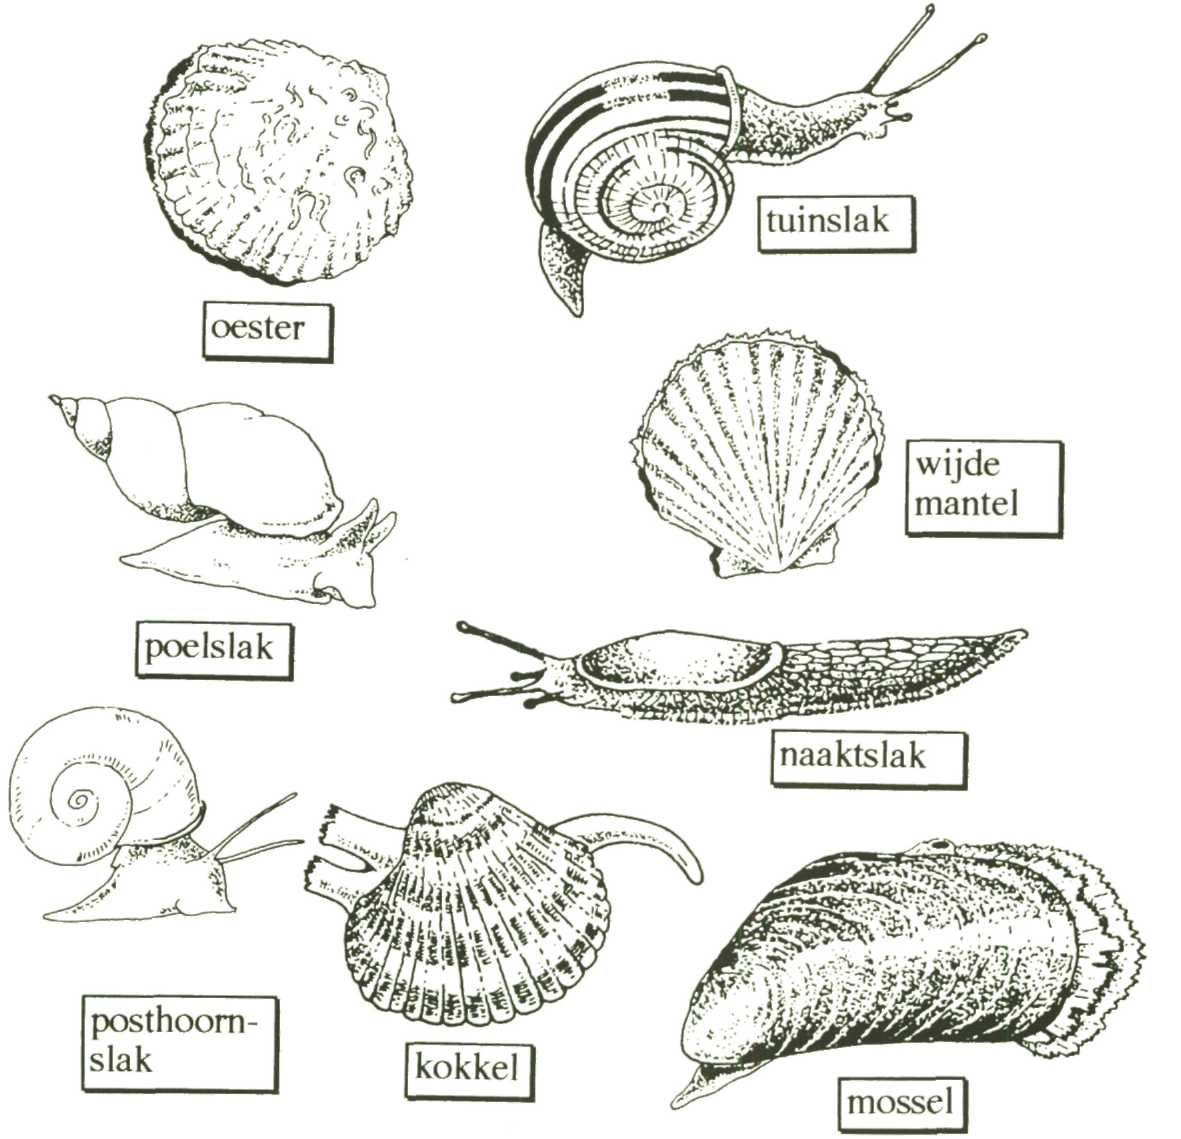 oester
tuinslak
wijde
mantel
poelslak
naaktslak
posthoorn-
slak
kokkel
mossel